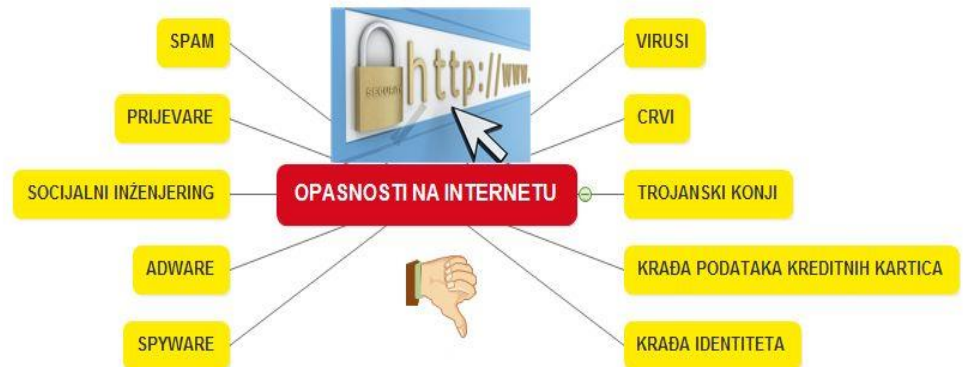 SPAM
VIRUSI
SECURITY
http://www.
PRIJEVARE
CRVI
SOCIJALNI INŽENJERING
OPASNOSTI NA INTERNETU
TROJANSKI KONJI
ADWARE
KRAĐA PODATAKA KREDITNIH KARTICA
SPYWARE
KRAĐA IDENTITETA